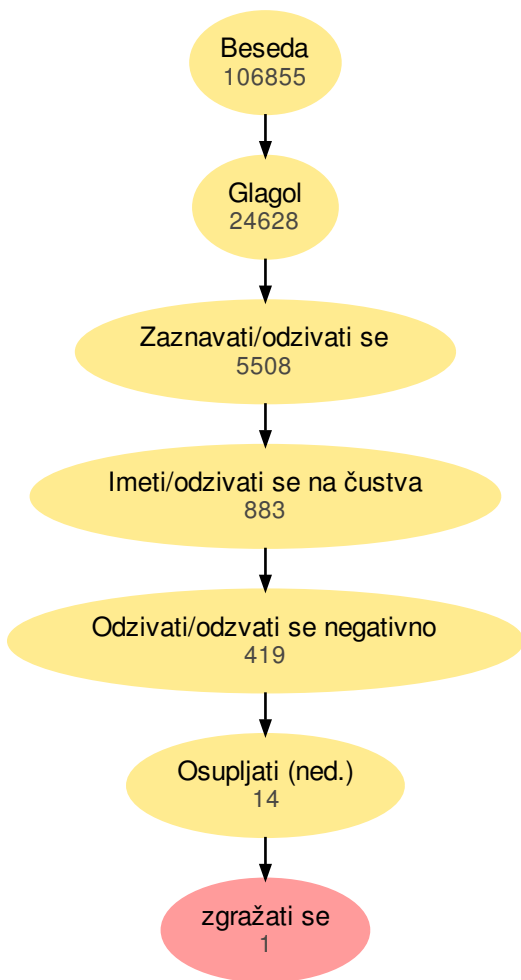 Beseda
106855
Glagol
24628
Zaznavati/odzivati se
5508
Imeti/odzivati se na čustva
883
Odzivati/odzvati se negativno
419
Osupljati (ned.)
14
zgražati se
1